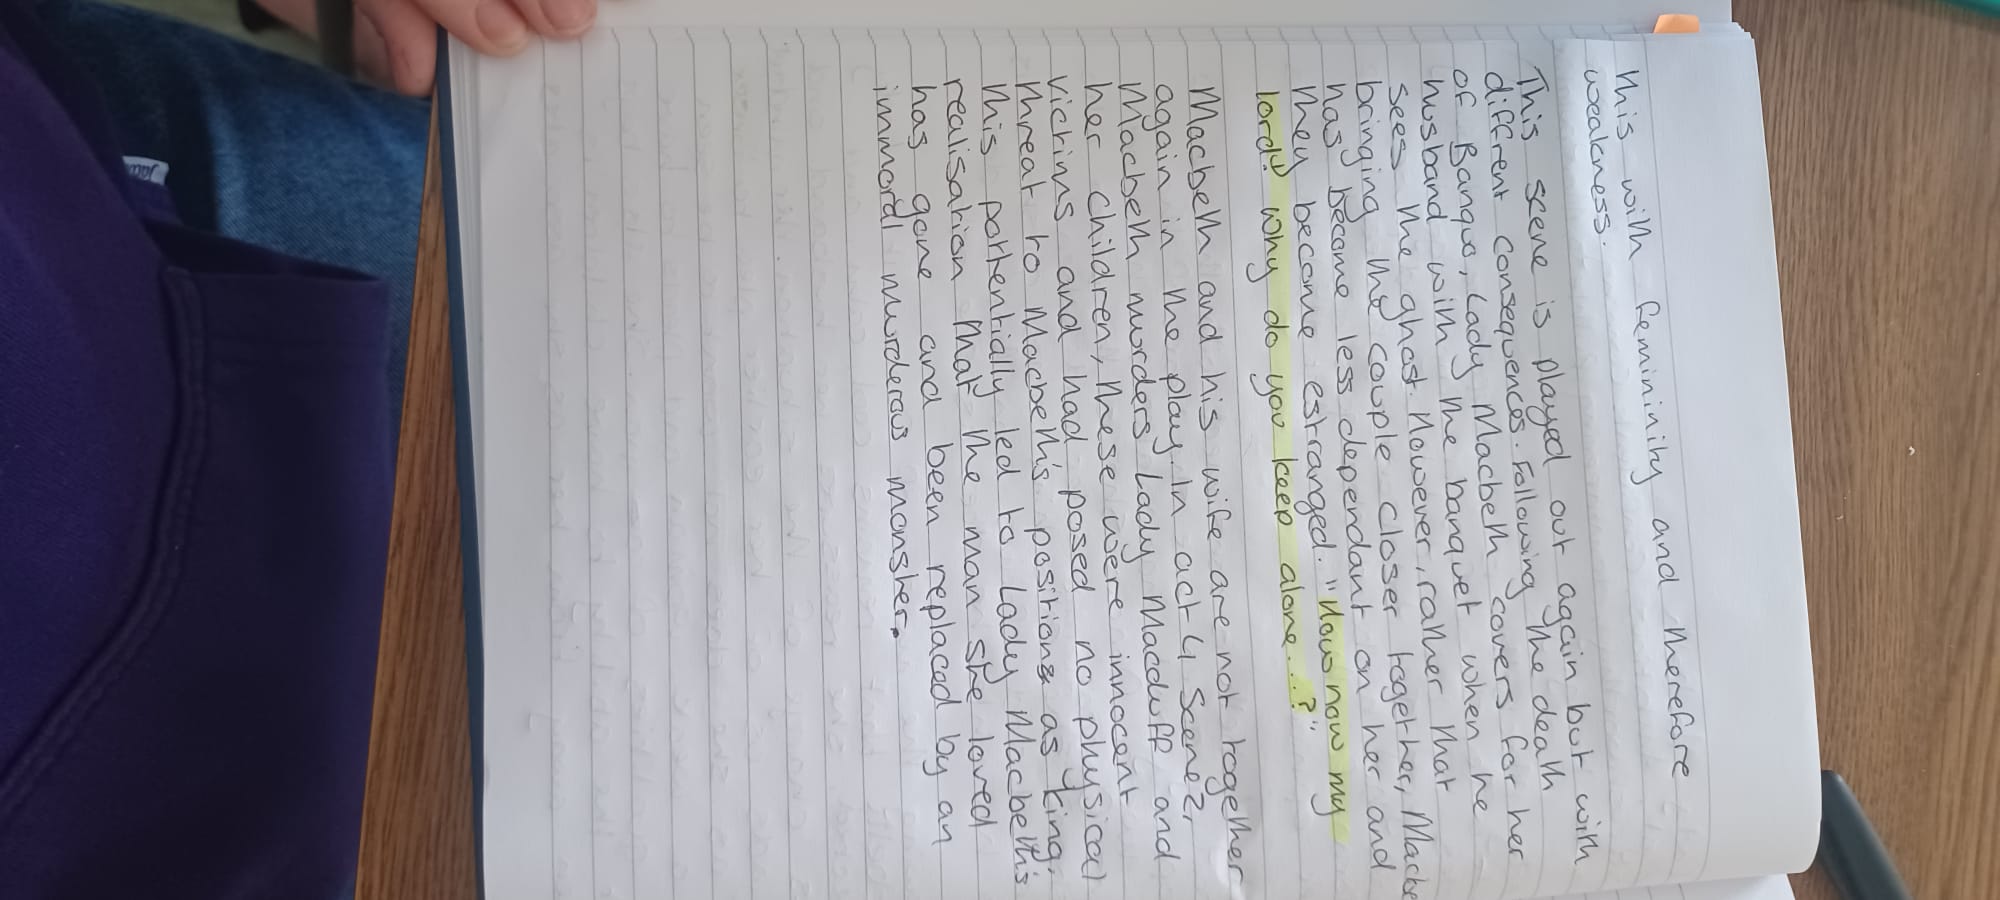 this with femininity and therefore
weakness.
This scene is played out again but with
diffrent consequences. Following the death
of Banquo, Lady Macbeth covers for her
husband with the banquet when he
sees the ghost. However, rather that
bringing the couple closer together, Macbe
has become less dependant on her and
they become estranged. "How now my
lord! why do you keep alone...?".
Macbeth and his wife are not together
again in the play. In act 4 Scene 2,
Macbeth murders Lady Macduff and
her children, these were innocent
victims and had posed no physical
threat to Macbeth's positions as king.
This portentially led to Lady Macbeth's
realisation that the man she loved
has gone and been replaced by an
immoral murderous monster.